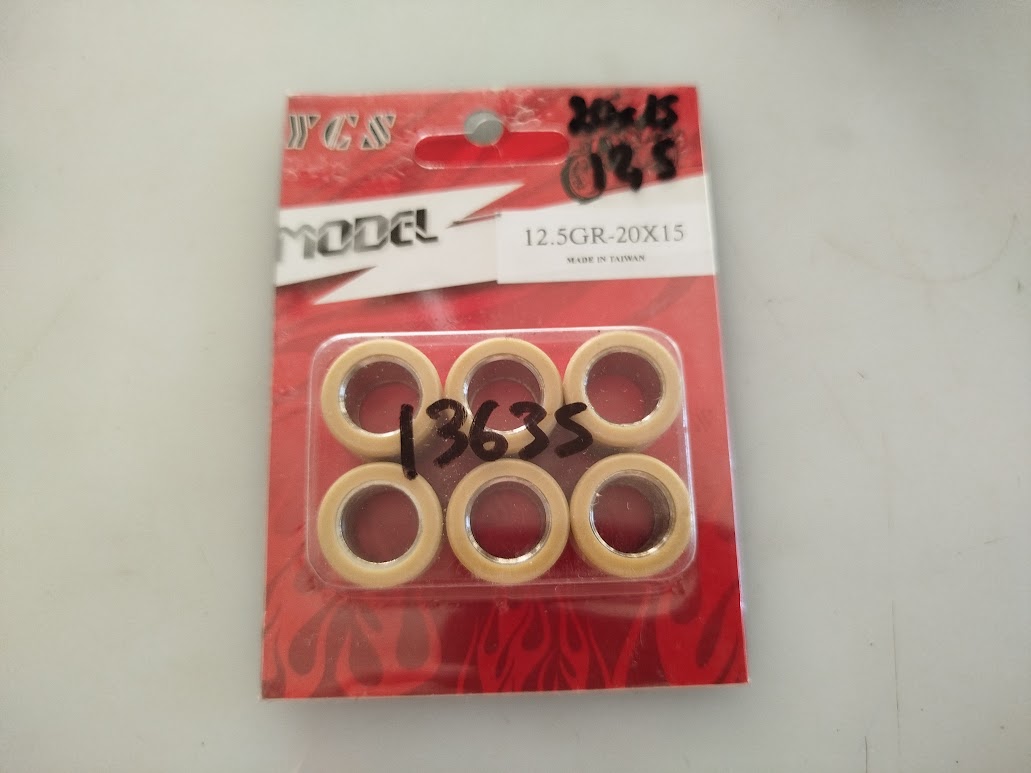 YCS
20x15
12,5
MODEL
12.5GR-20X15
MADE IN TAIWAN
13635